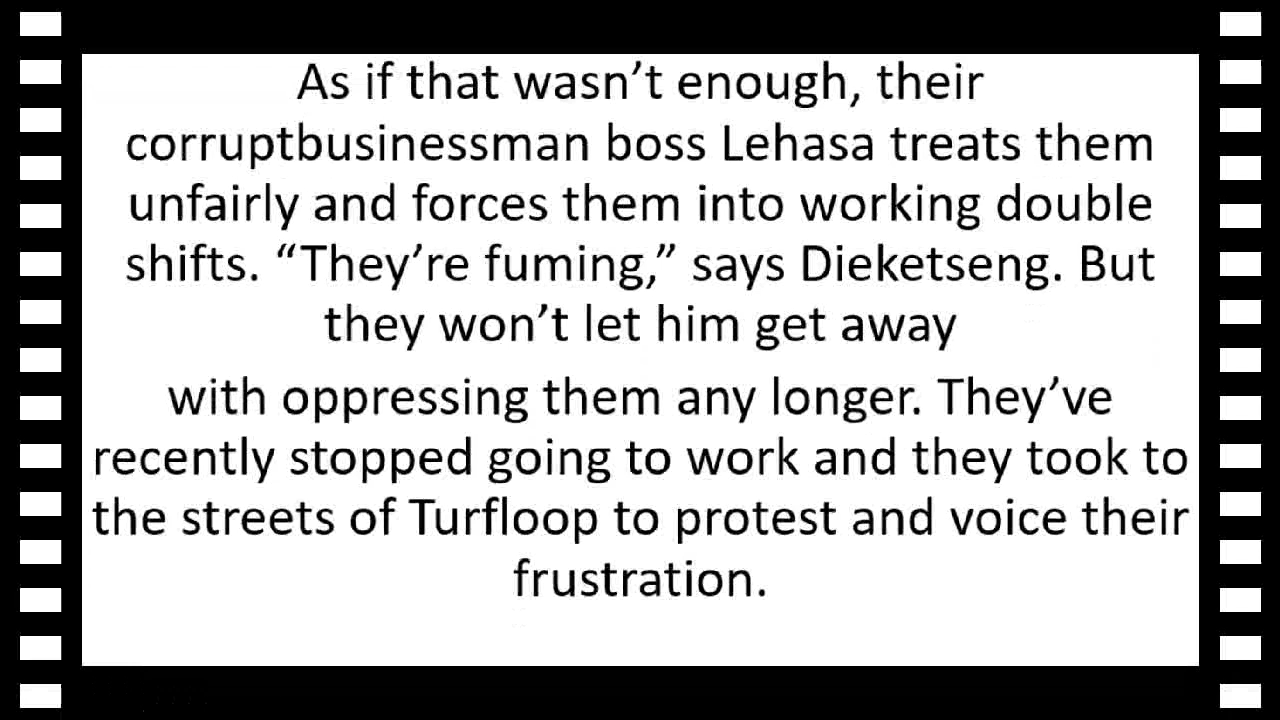 As if that wasn’t enough, their
corruptbusinessman boss Lehasa treats them
unfairly and forces them into working double
shifts. “They’re fuming,” says Dieketseng. But
they won’t let him get away
with oppressing them any longer. They’ve
recently stopped going to work and they took to
the streets of Turfloop to protest and voice their
frustration.